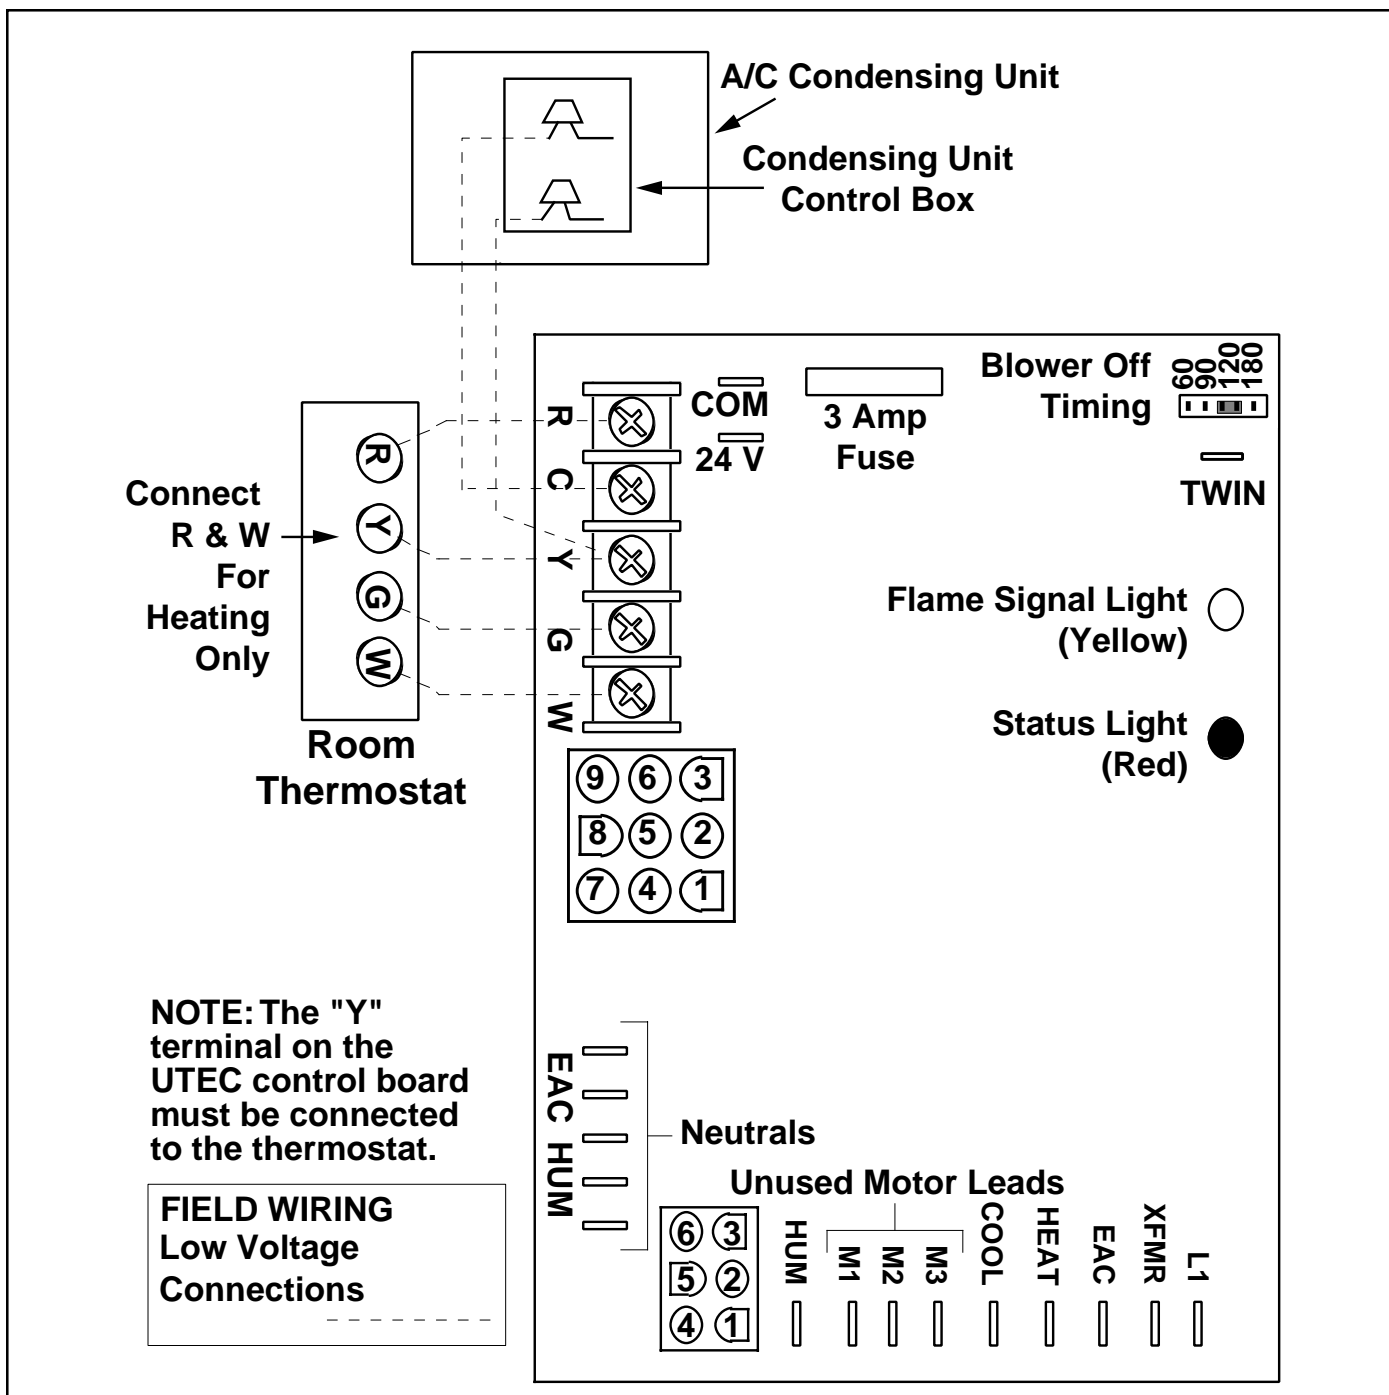 A/C Condensing Unit
Condensing Unit
Control Box
Blower Off
Timing
60
90
120
180
COM
24 V
3 Amp
Fuse
TWIN
R
C
Y
G
W
R
Y
G
W
Connect
R & W
For
Heating
Only
Room
Thermostat
Flame Signal Light
(Yellow)
Status Light
(Red)
9 6 3
8 5 2
7 4 1
NOTE: The "Y"
terminal on the
UTEC control board
must be connected
to the thermostat.
FIELD WIRING
Low Voltage
Connections
EAC
HUM
Neutrals
Unused Motor Leads
6 3
5 2
4 1
HUM
M1
M2
M3
COOL
HEAT
EAC
XFMR
L1